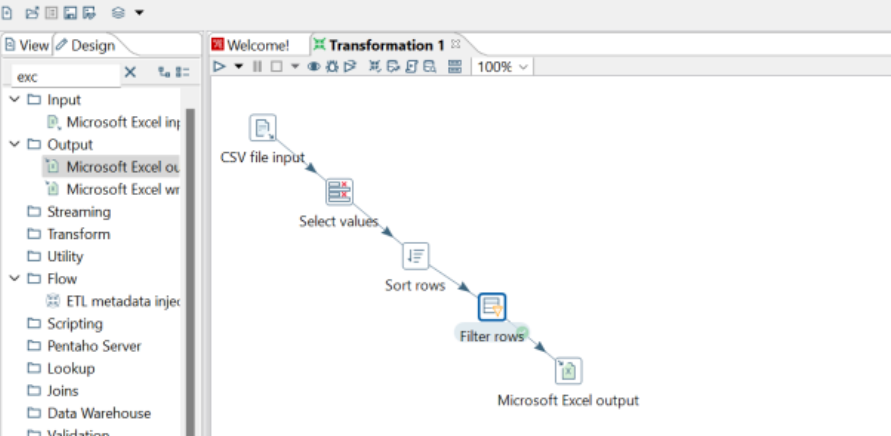 View
Design
Welcome!
Transformation 1
exc
100%
Input
Microsoft Excel inp
Output
Microsoft Excel ou
Microsoft Excel wr
Streaming
Transform
Utility
Flow
ETL metadata injec
Scripting
Pentaho Server
Lookup
Joins
Data Warehouse
Validation
CSV file input
Select values
Sort rows
Filter rows
Microsoft Excel output